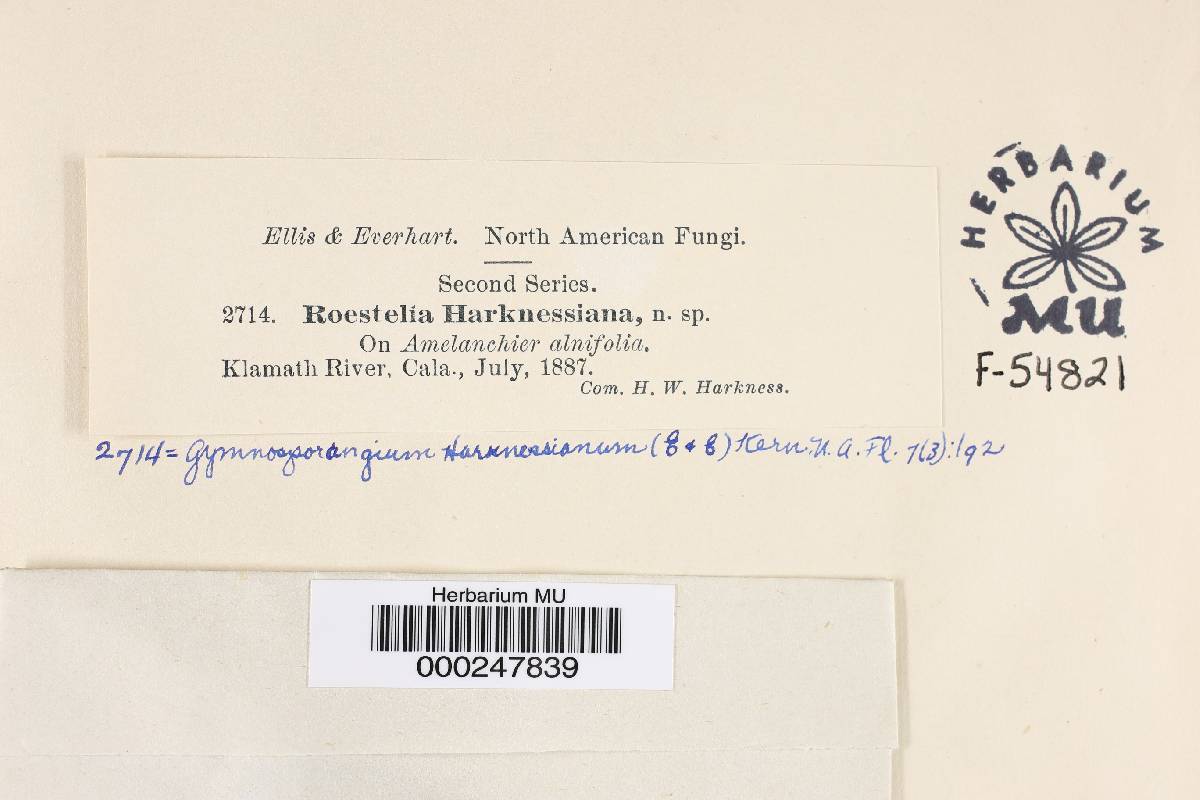 Ellis & Everhart. North American Fungi.
Second Series.
2714. Roestelia Harknessiana, n. sp.
On Amelanchier alnifolia.
Klamath River, Cala., July, 1887.
Com. H. W. Harkness.
HERBARIUM
MU
F-54821
2714 = Gymnosporangium Harknessianum (E & E) Kern. N. A. Fl. 7(3):192
Herbarium MU
000247839